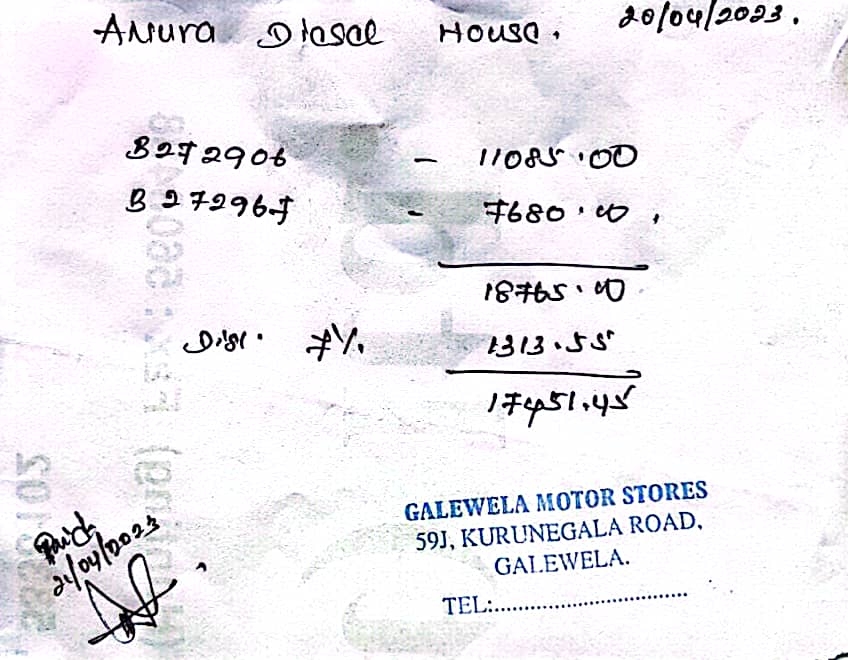 Anura Diesel House. 20/04/2023.
B272906 - 11085.00
B272967 - 7680.00
18765.00
Dis. 7%. 1313.55
17451.45
GALEWELA MOTOR STORES
59J, KURUNEGALA ROAD,
GALEWELA.
TEL:................................
Paid
21/04/2023